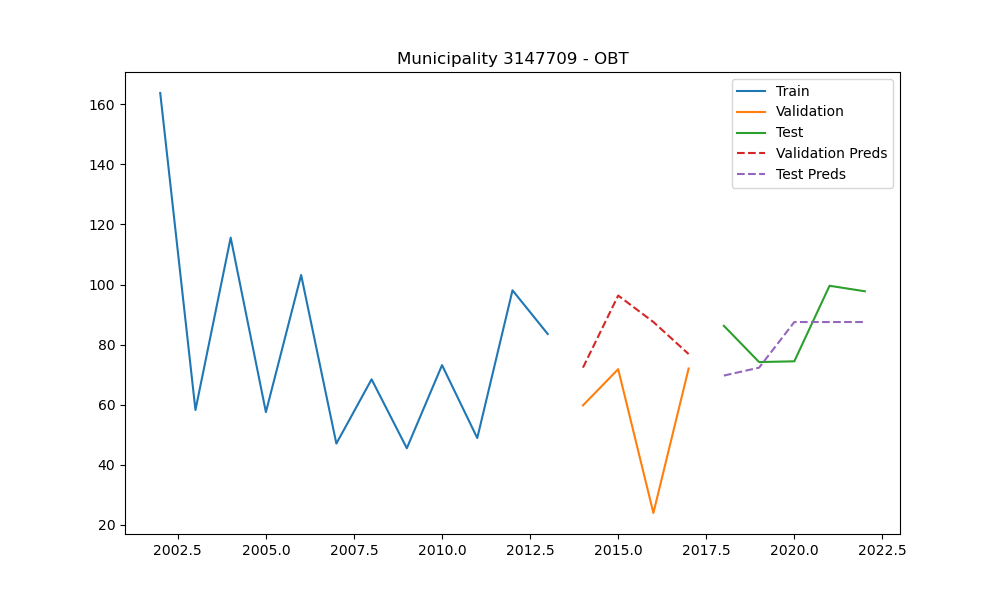 Municipality 3147709 - OBT
Train
Validation
Test
Validation Preds
Test Preds
160
140
120
100
80
60
40
20
2002.5 2005.0 2007.5 2010.0 2012.5 2015.0 2017.5 2020.0 2022.5